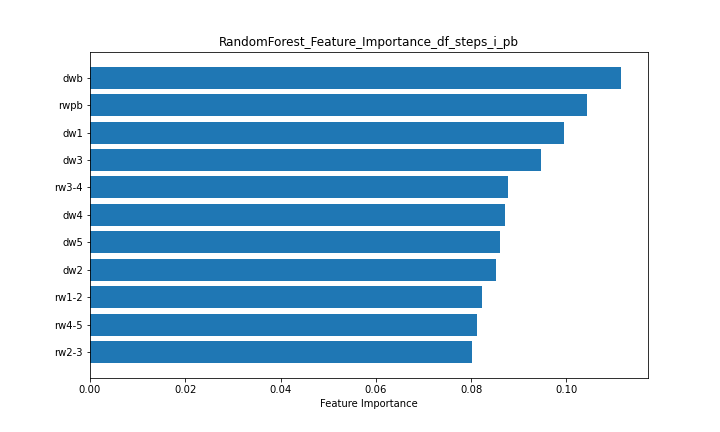 RandomForest_Feature_Importance_df_steps_i_pb
dwb
rwpb
dw1
dw3
rw3-4
dw4
dw5
dw2
rw1-2
rw4-5
rw2-3
0.00 0.02 0.04 0.06 0.08 0.10
Feature Importance